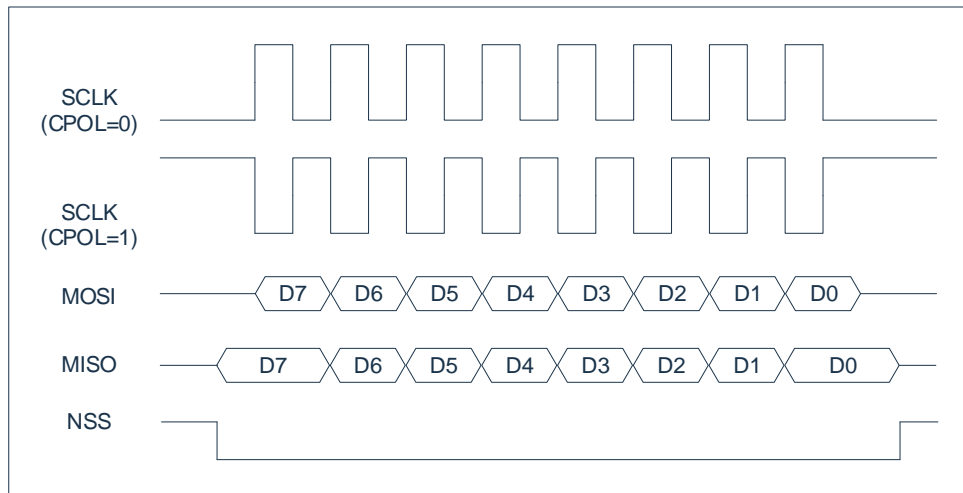 SCLK
(CPOL=0)
SCLK
(CPOL=1)
MOSI D7 D6 D5 D4 D3 D2 D1 D0
MISO D7 D6 D5 D4 D3 D2 D1 D0
NSS